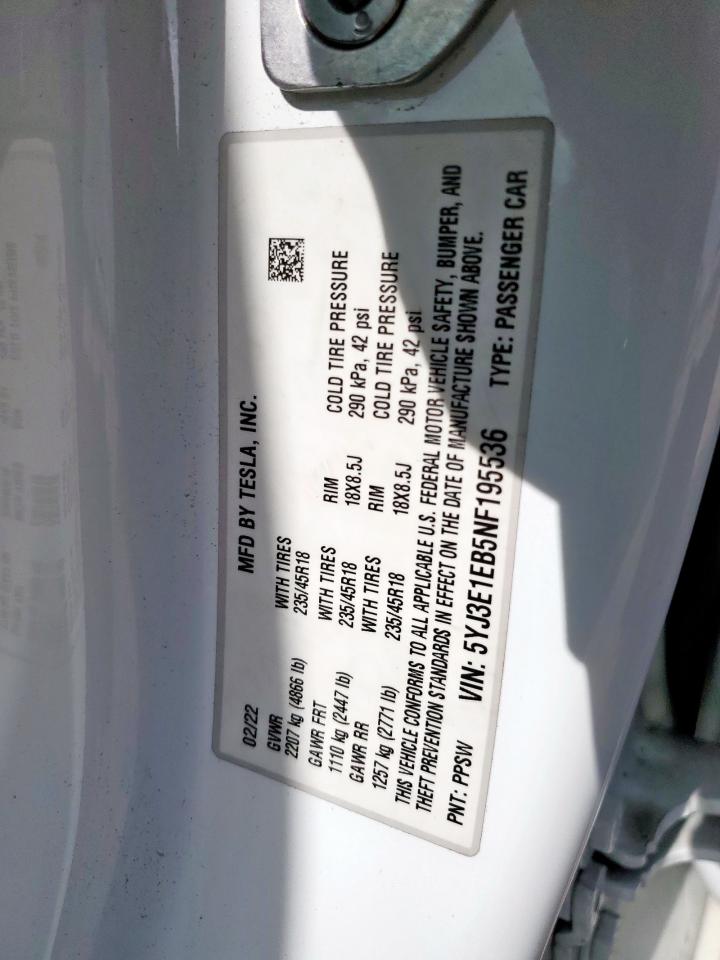 02/22 MFD BY TESLA, INC.
GVWR WITH TIRES
2207 kg (4866 lb) 235/45R18
GAWR FRT WITH TIRES RIM COLD TIRE PRESSURE
1110 kg (2447 lb) 235/45R18 18X8.5J 290 kPa, 42 psi
GAWR RR WITH TIRES RIM COLD TIRE PRESSURE
1257 kg (2771 lb) 235/45R18 18X8.5J 290 kPa, 42 psi
THIS VEHICLE CONFORMS TO ALL APPLICABLE U.S. FEDERAL MOTOR VEHICLE SAFETY, BUMPER, AND
THEFT PREVENTION STANDARDS IN EFFECT ON THE DATE OF MANUFACTURE SHOWN ABOVE.
PNT: PPSW VIN: 5YJ3E1EB5NF195536 TYPE: PASSENGER CAR